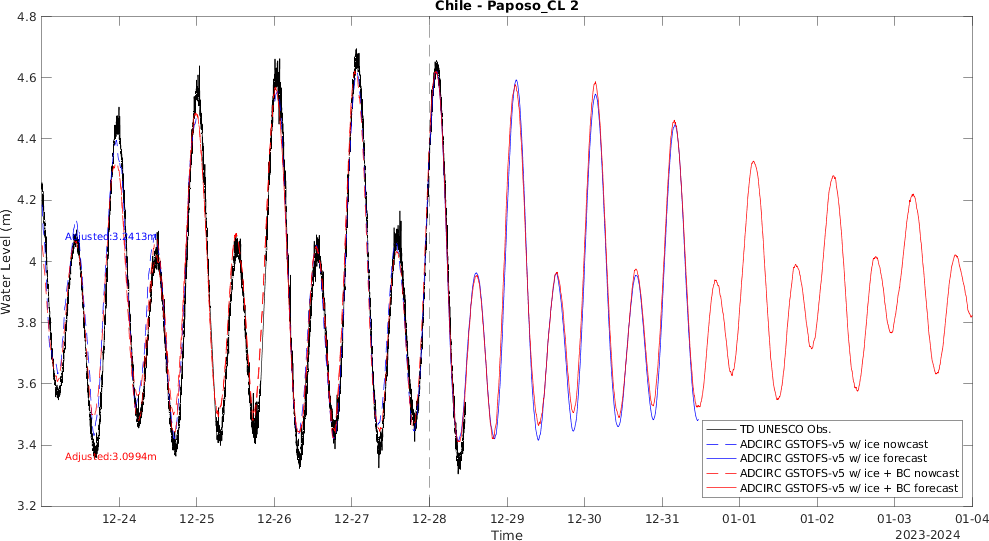 Chile - Paposo_CL 2
4.8
4.6
4.4
4.2
4
3.8
3.6
3.4
3.2
Water Level (m)
Adjusted:3.2413m
Adjusted:3.0994m
TD UNESCO Obs.
ADCIRC GSTOFS-v5 w/ ice nowcast
ADCIRC GSTOFS-v5 w/ ice forecast
ADCIRC GSTOFS-v5 w/ ice + BC nowcast
ADCIRC GSTOFS-v5 w/ ice + BC forecast
12-24 12-25 12-26 12-27 12-28 12-29 12-30 12-31 01-01 01-02 01-03 01-04
Time
2023-2024